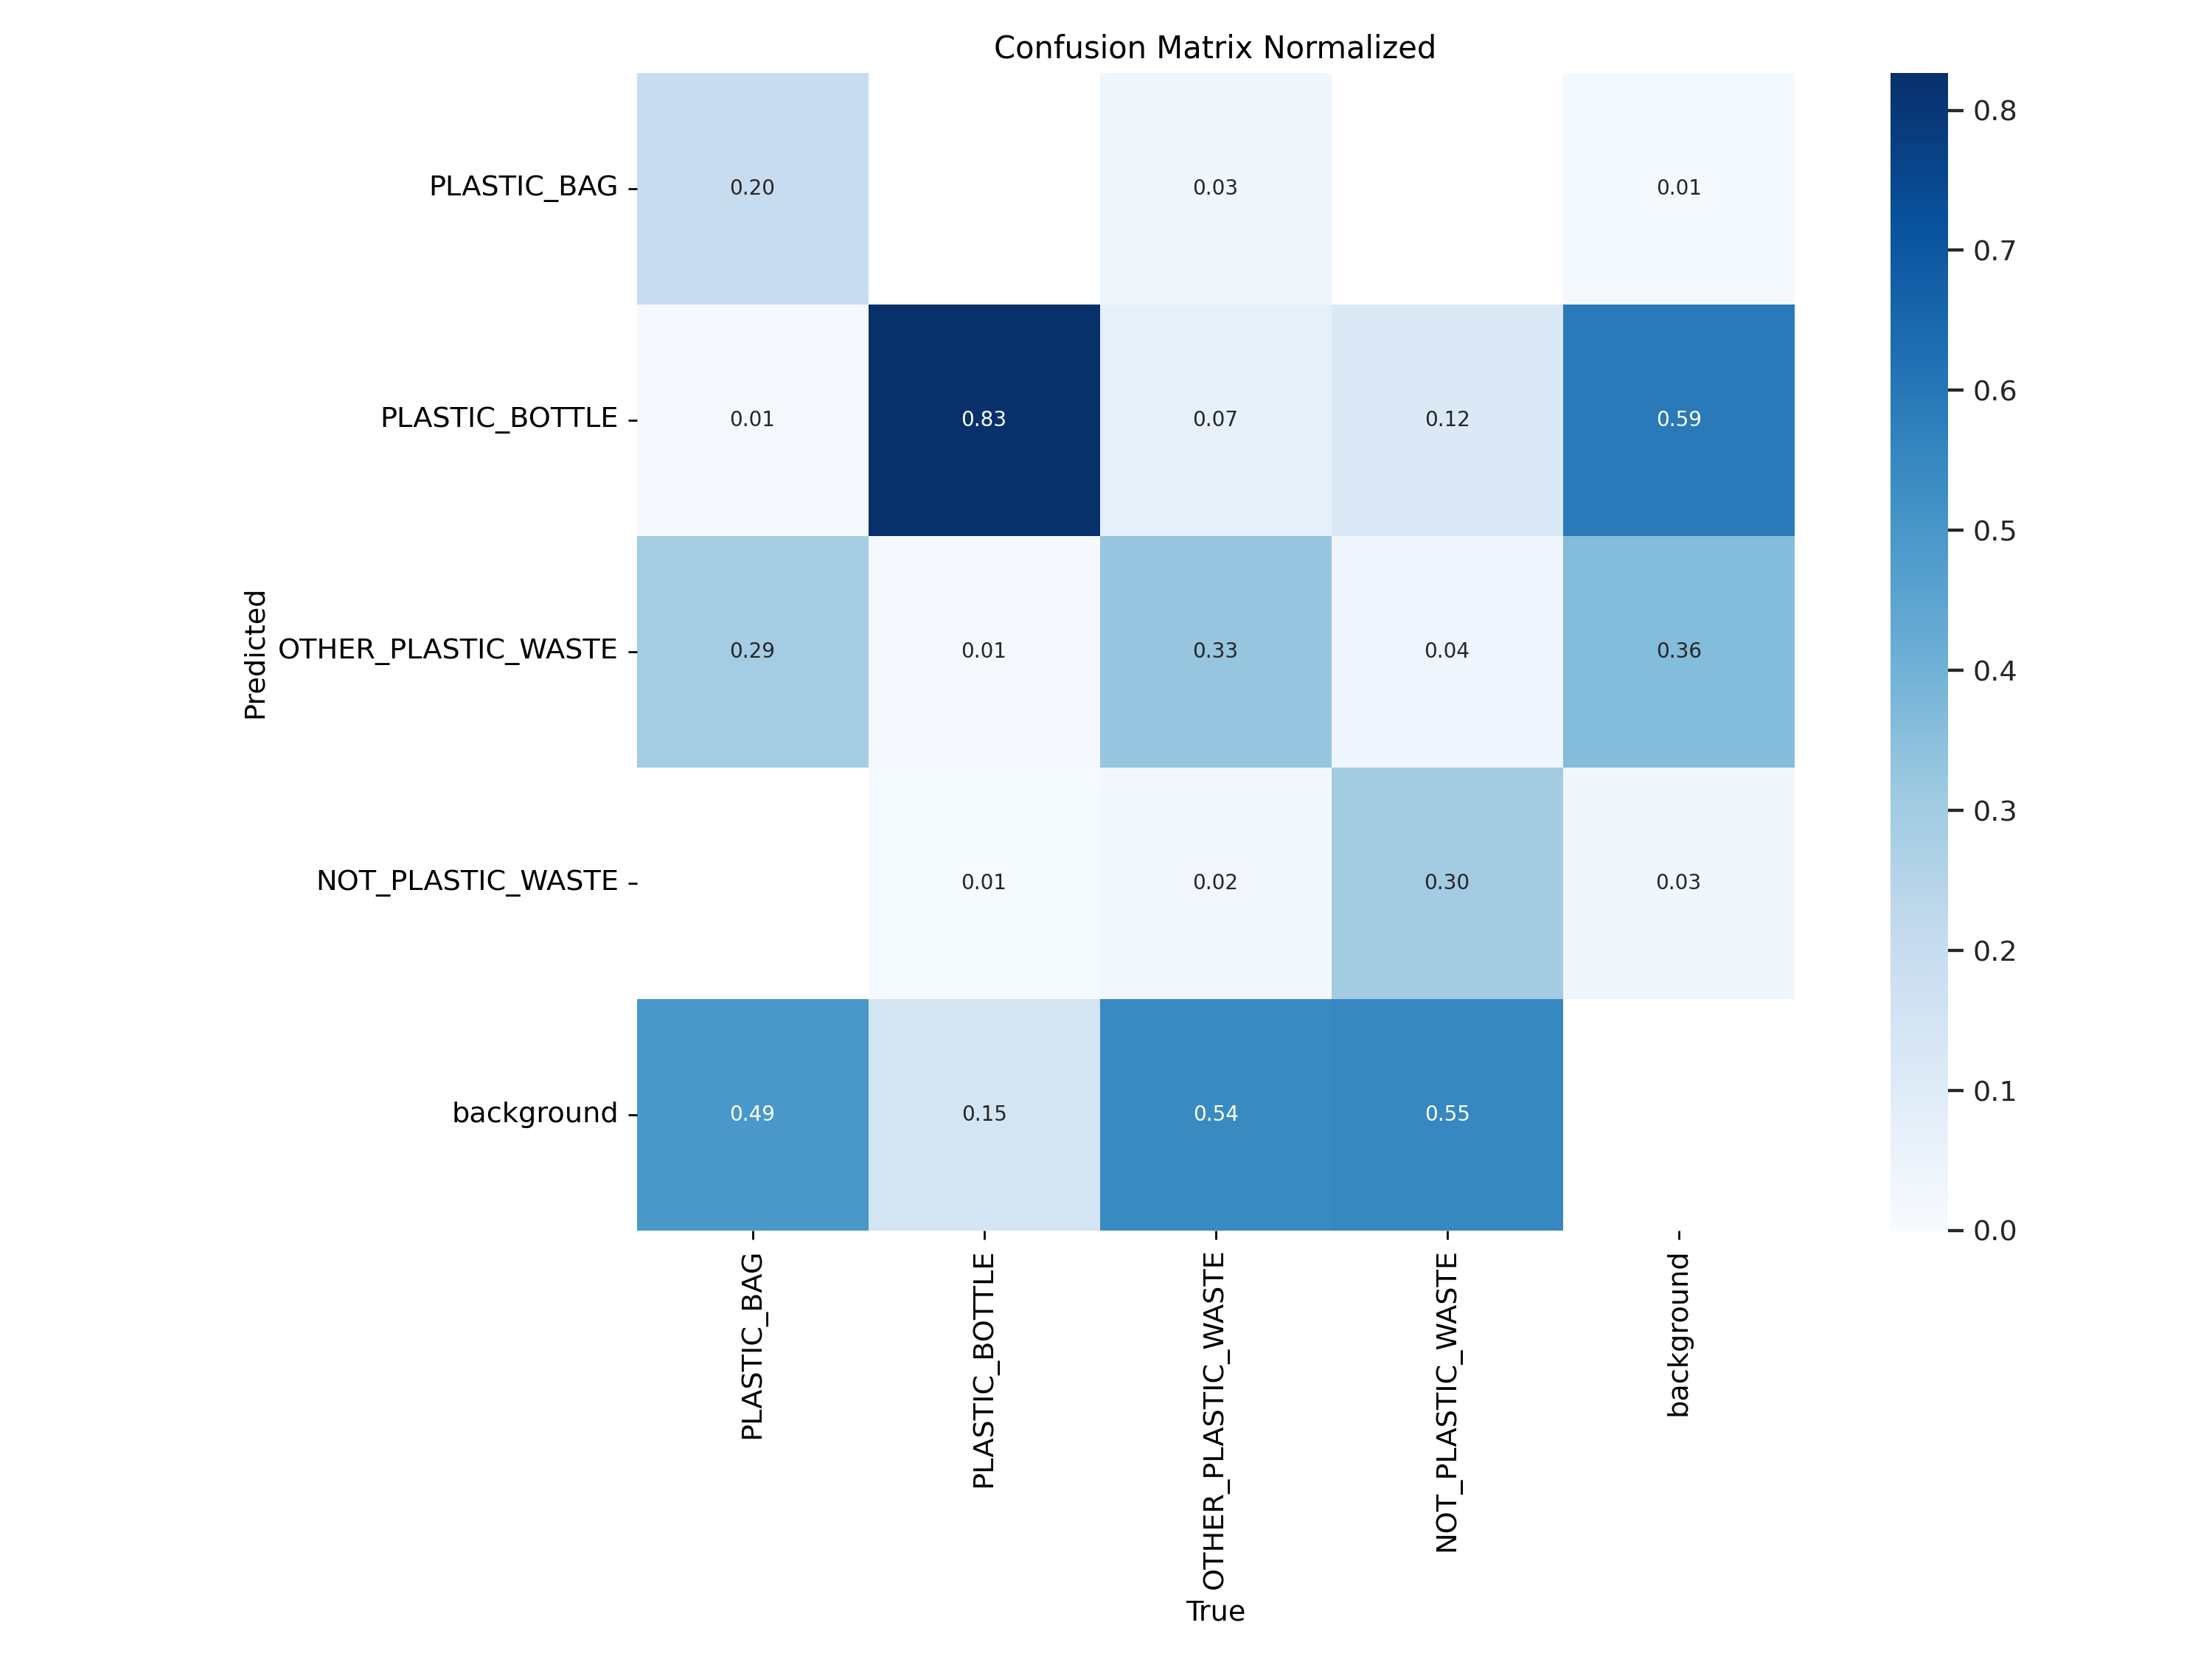 Confusion Matrix Normalized
PLASTIC_BAG 0.20 0.03 0.01
PLASTIC_BOTTLE 0.01 0.83 0.07 0.12 0.59
OTHER_PLASTIC_WASTE 0.29 0.01 0.33 0.04 0.36
NOT_PLASTIC_WASTE 0.01 0.02 0.30 0.03
background 0.49 0.15 0.54 0.55
Predicted
PLASTIC_BAG
PLASTIC_BOTTLE
OTHER_PLASTIC_WASTE
NOT_PLASTIC_WASTE
background
True
0.8
0.7
0.6
0.5
0.4
0.3
0.2
0.1
0.0